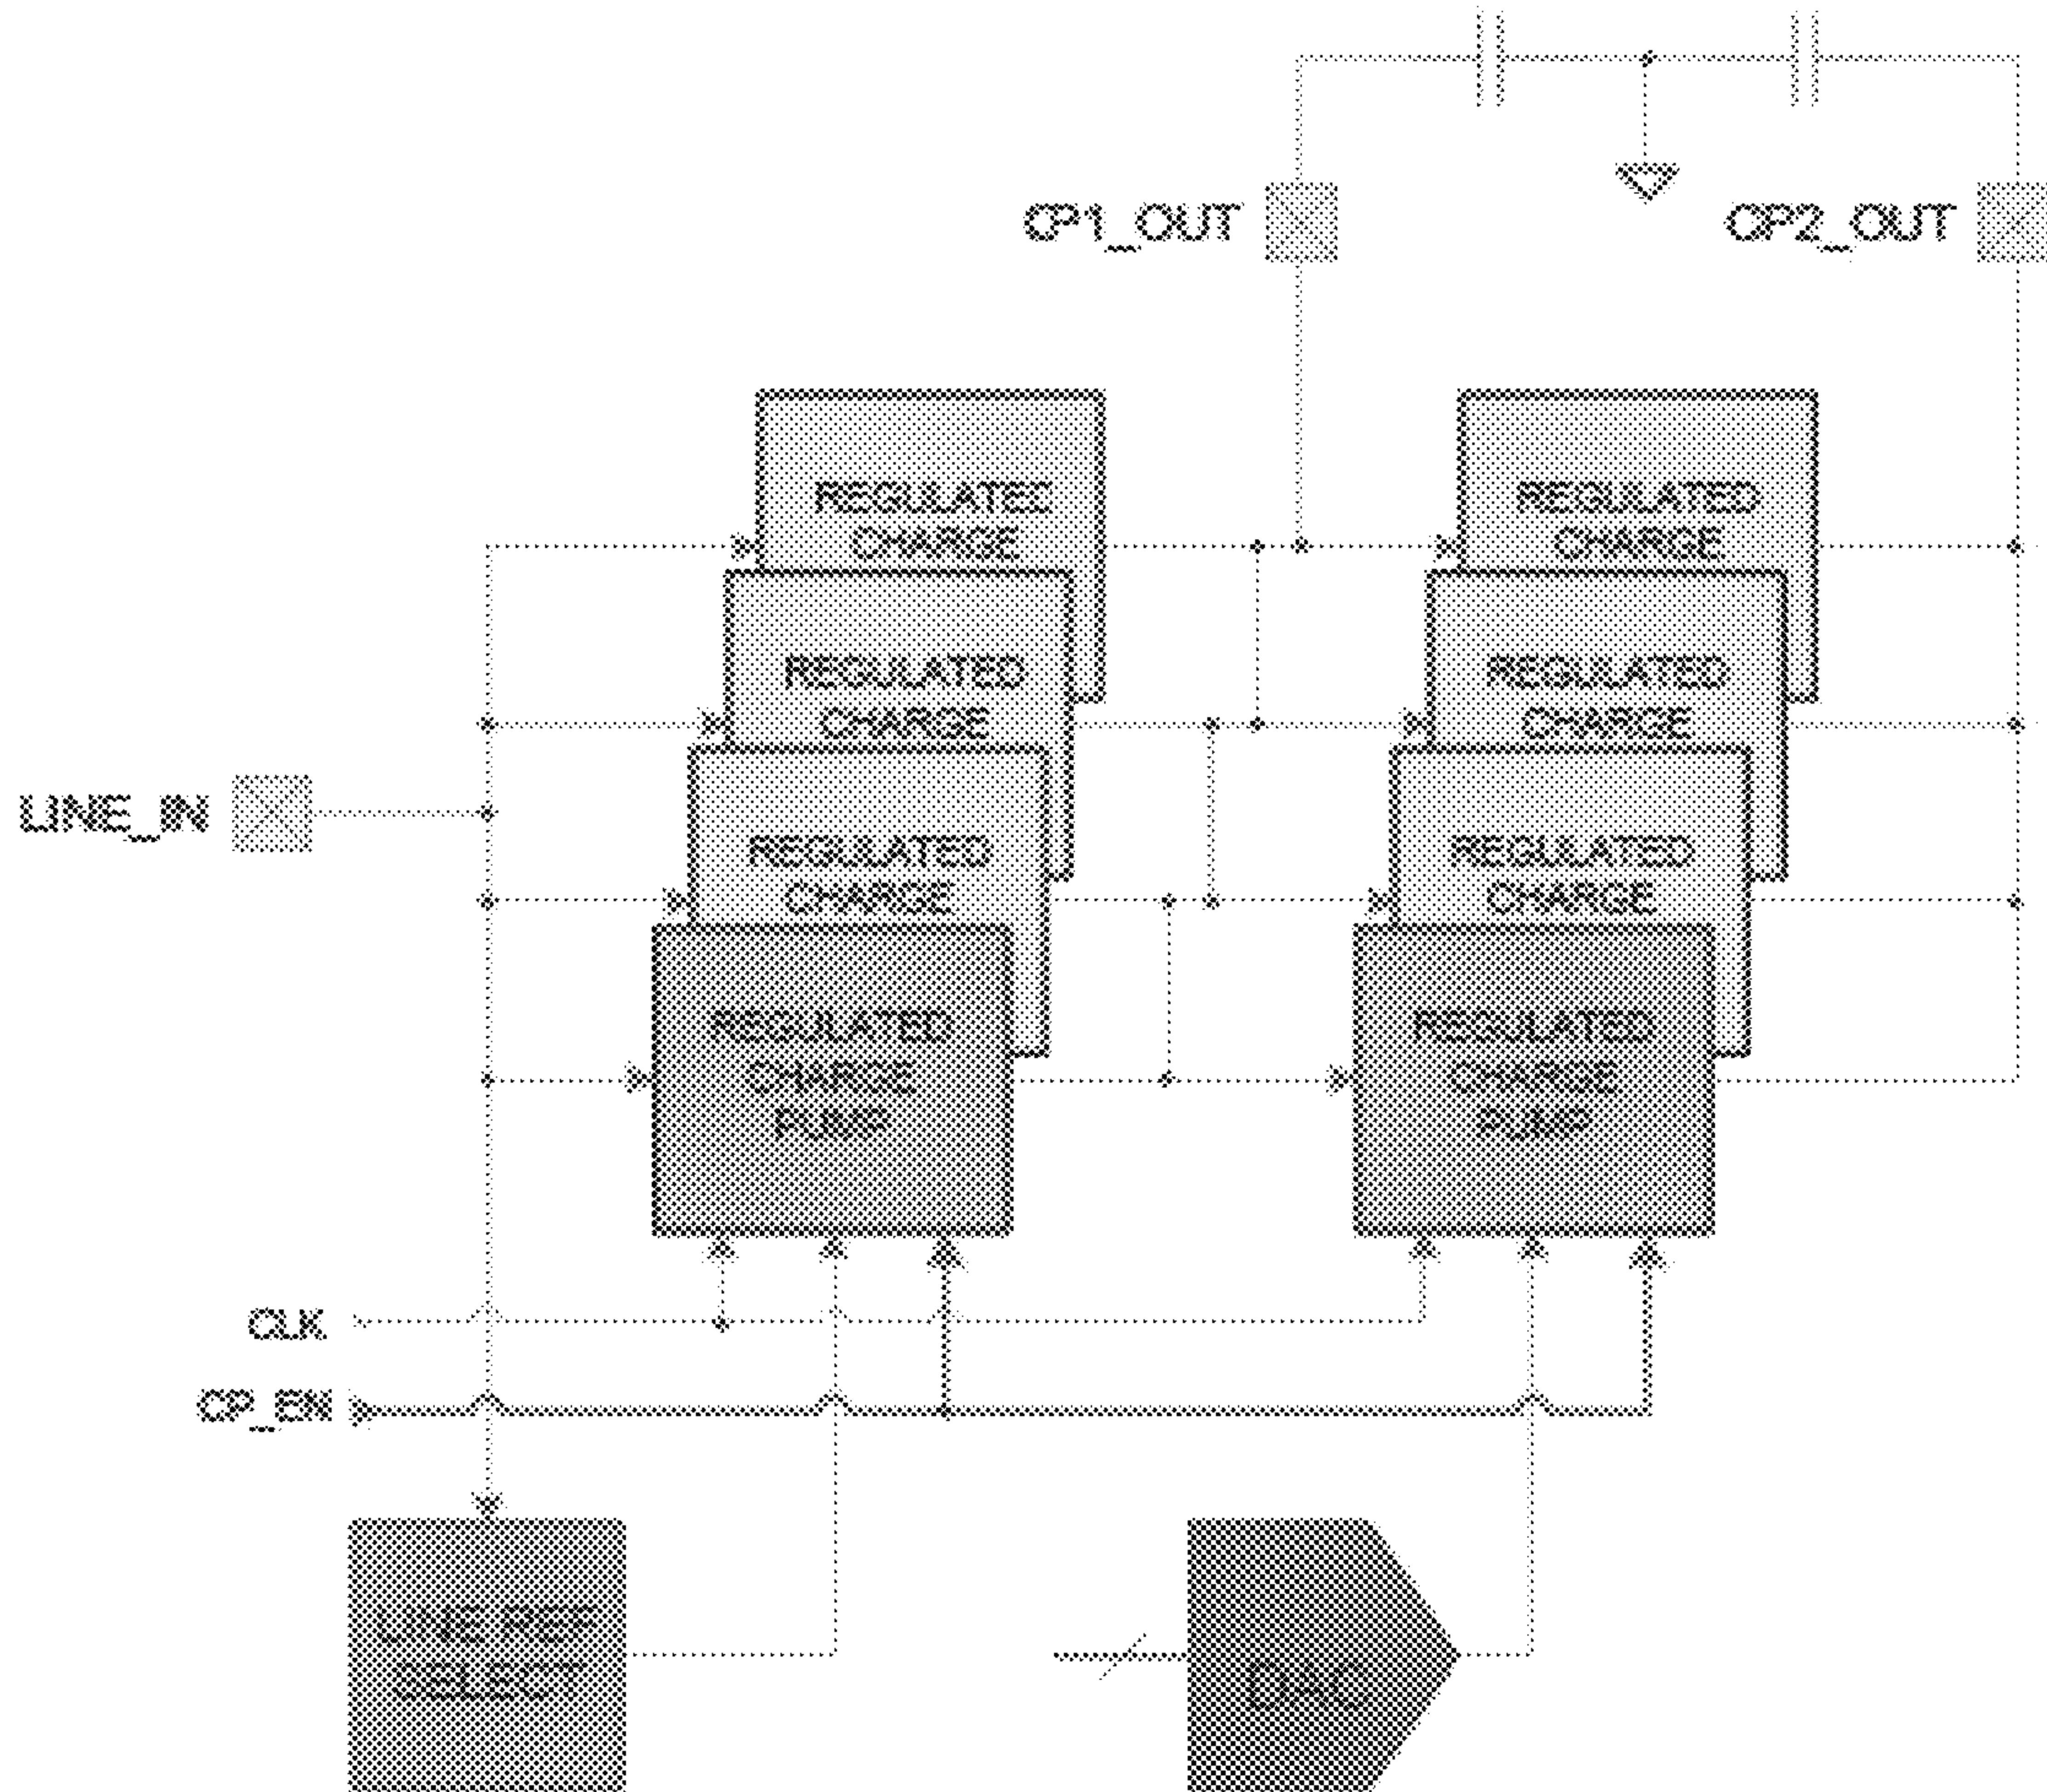 CP1_OUT
CP2_OUT
REGULATED
CHARGE
REGULATED
CHARGE
REGULATED
CHARGE
REGULATED
CHARGE
LINE_IN
REGULATED
CHARGE
REGULATED
CHARGE
REGULATED
CHARGE
PUMP
REGULATED
CHARGE
PUMP
CLK
CP_EN
LINE REF
SELECT
DAC